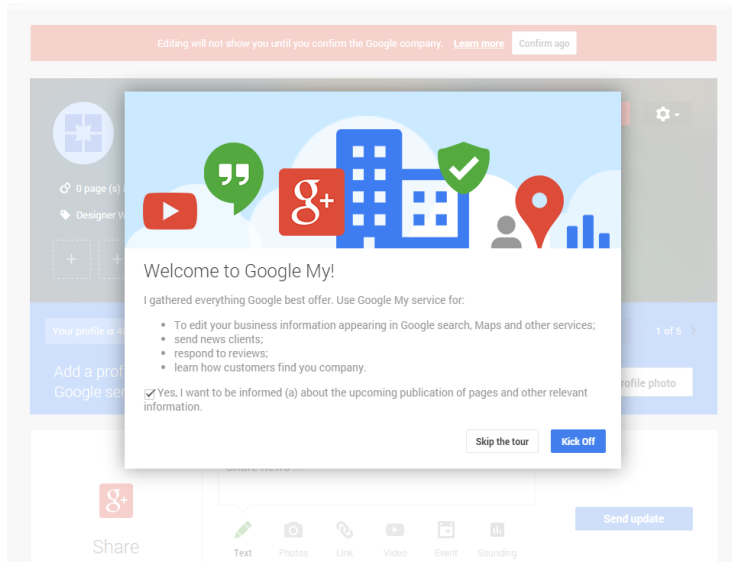 Editing will not show you until you confirm the Google company. Learn more Confirm ago
0 page (a) i
Designer W
Welcome to Google My!
I gathered everything Google best offer. Use Google My service for:
To edit your business information appearing in Google search, Maps and other services;
send news clients;
respond to reviews;
learn how customers find you company.
Yes, I want to be informed (a) about the upcoming publication of pages and other relevant
information.
Skip the tour Kick Off
Your profile is 4
1 of 5
Add a prof
Google ser
rofile photo
g+
g+
Share
Text Photos Link Video Event Sounding
Send update